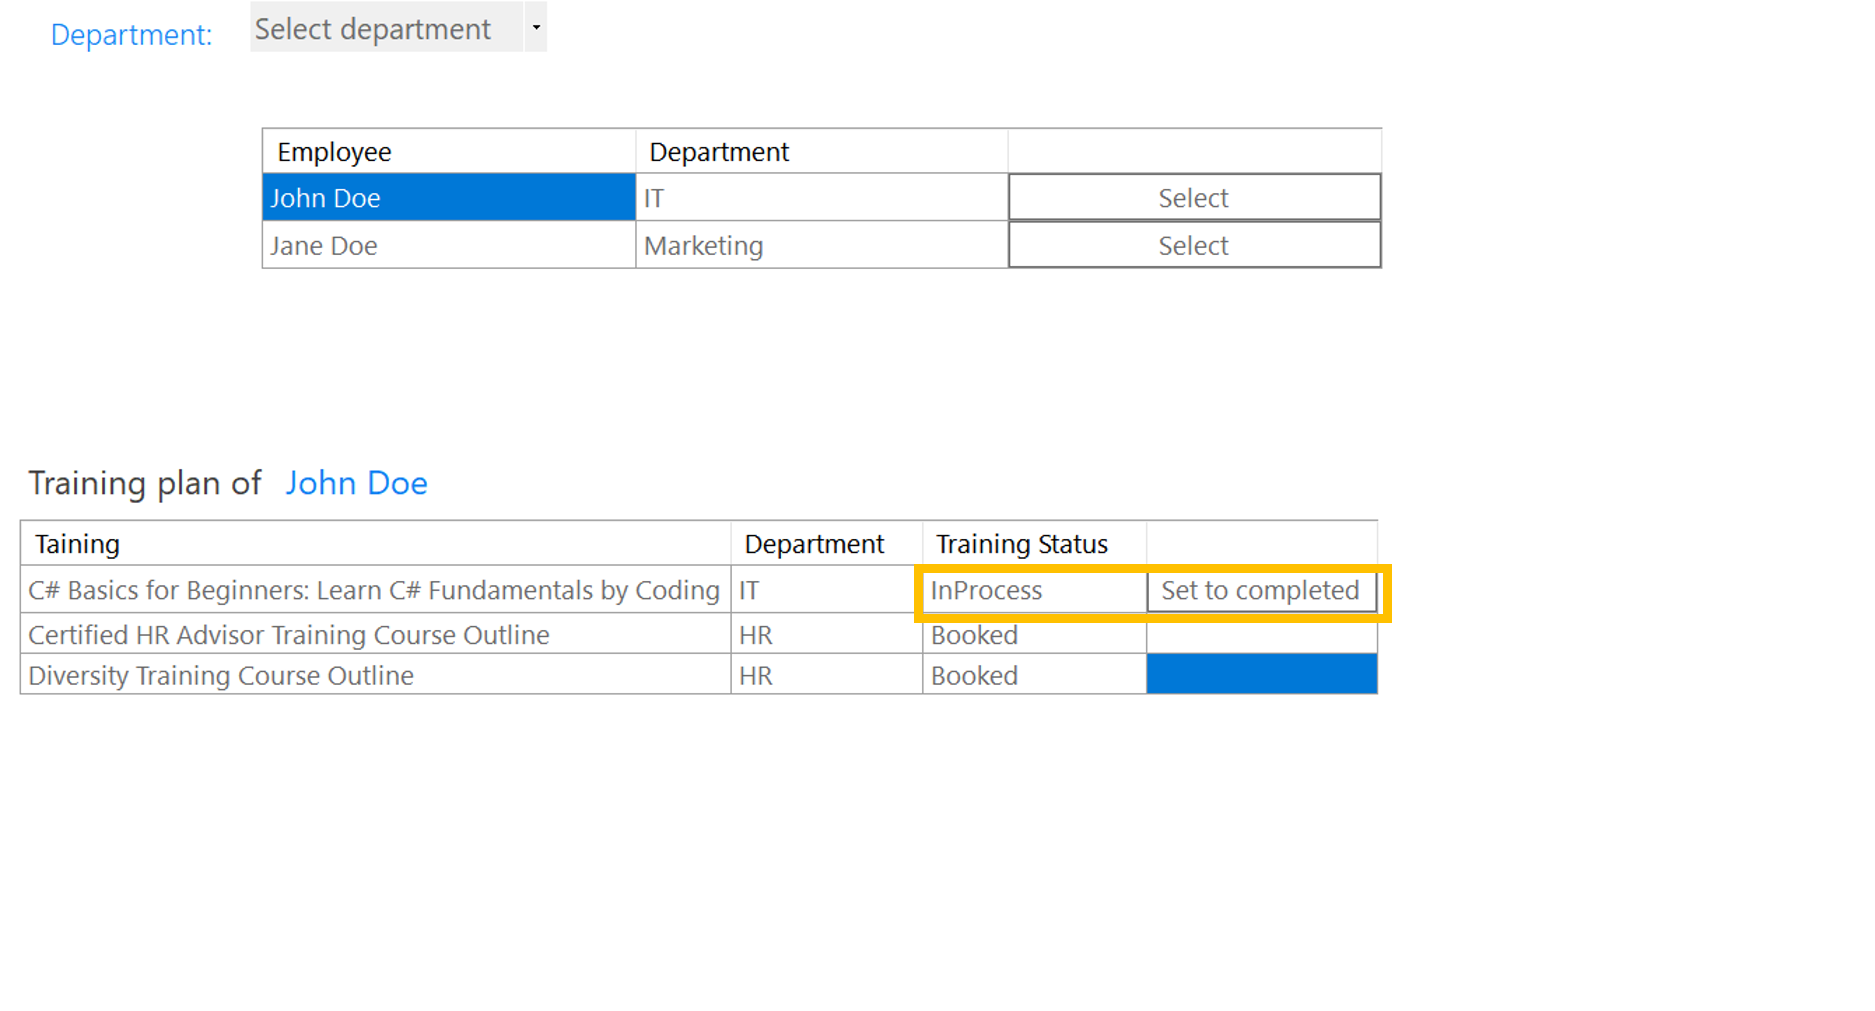 Department: Select department
Employee Department
John Doe IT Select
Jane Doe Marketing Select
Training plan of John Doe
Taining Department Training Status
C# Basics for Beginners: Learn C# Fundamentals by Coding IT InProcess Set to completed
Certified HR Advisor Training Course Outline HR Booked
Diversity Training Course Outline HR Booked